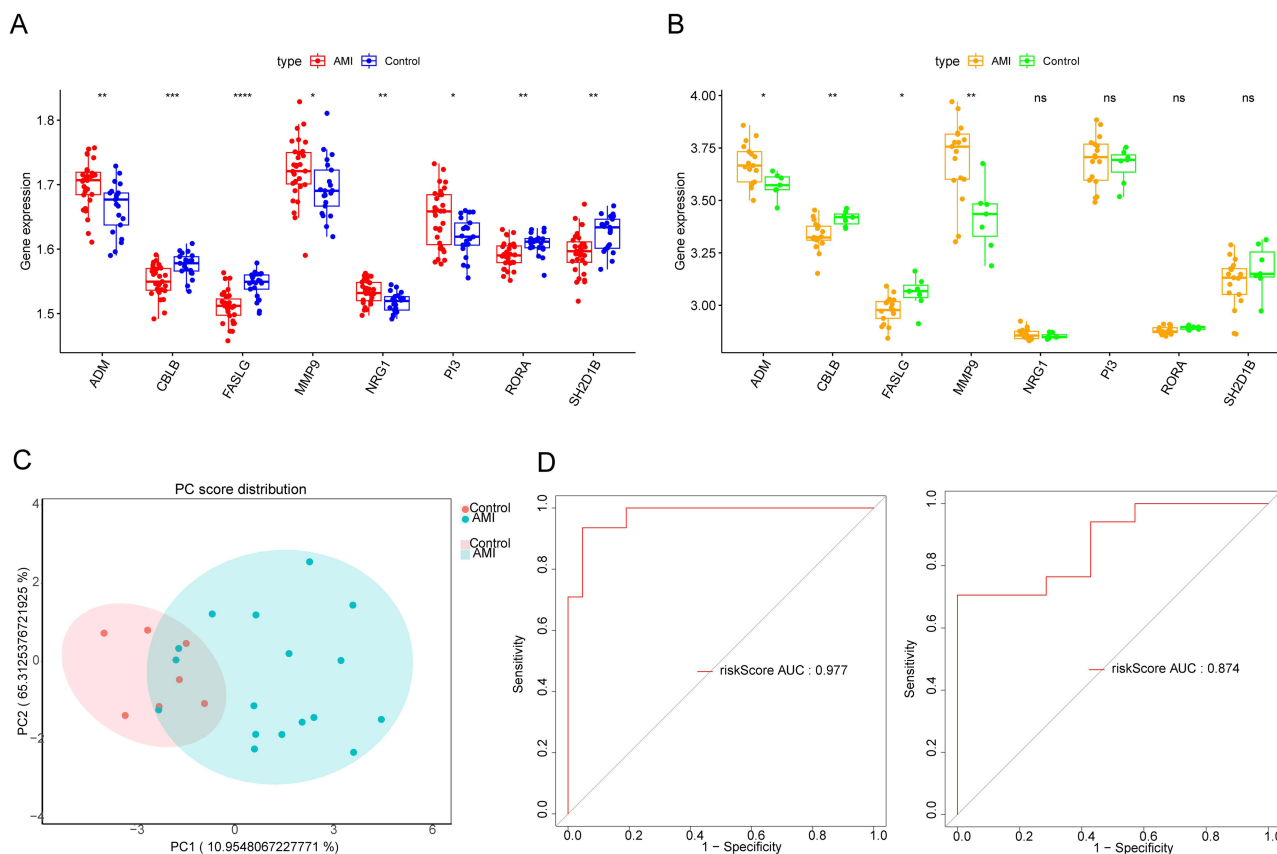 A
type AMI Control
** *** **** * ** * ** **
Gene expression
1.8
1.7
1.6
1.5
ADM CBLB FASLG MMP9 NRG1 PI3 RORA SH2D1B
B
type AMI Control
* ** * ** ns ns ns ns
Gene expression
4.00
3.75
3.50
3.25
3.00
ADM CBLB FASLG MMP9 NRG1 PI3 RORA SH2D1B
C
PC score distribution
Control
AMI
Control
AMI
PC2 ( 65.3125376721925 %)
4
2
0
−2
−4
−3 0 3 6
PC1 ( 10.9548067227771 %)
D
Sensitivity
1.0
0.8
0.6
0.4
0.2
0.0
riskScore AUC : 0.977
0.0 0.2 0.4 0.6 0.8 1.0
1 − Specificity
Sensitivity
1.0
0.8
0.6
0.4
0.2
0.0
riskScore AUC : 0.874
0.0 0.2 0.4 0.6 0.8 1.0
1 − Specificity